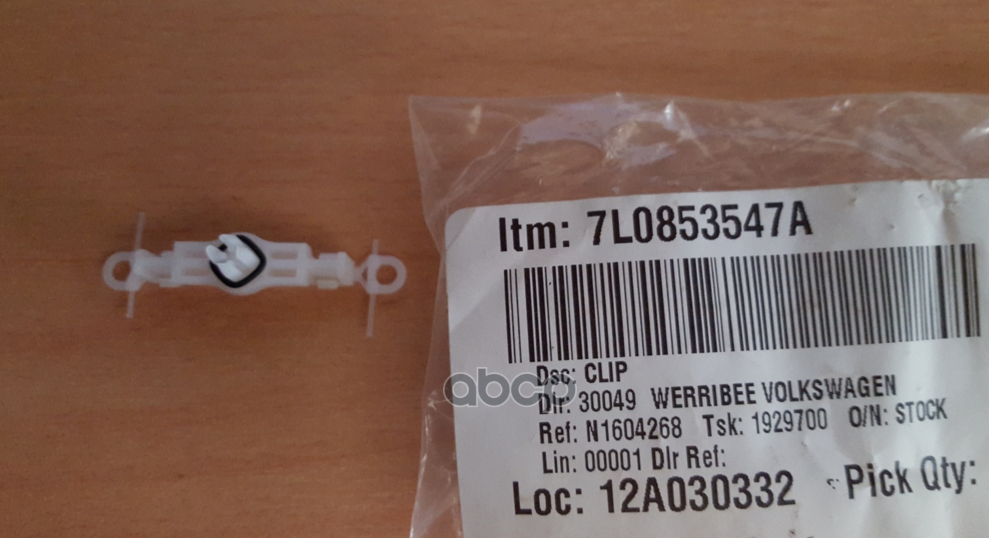 Itm: 7L0853547A
Dsc: CLIP
Dlr: 30049 WERRIBEE VOLKSWAGEN
Ref: N1604268 Tsk: 1929700 O/N: STOCK
Lin: 00001 Dlr Ref:
Loc: 12A030332 Pick Qty:
abcp